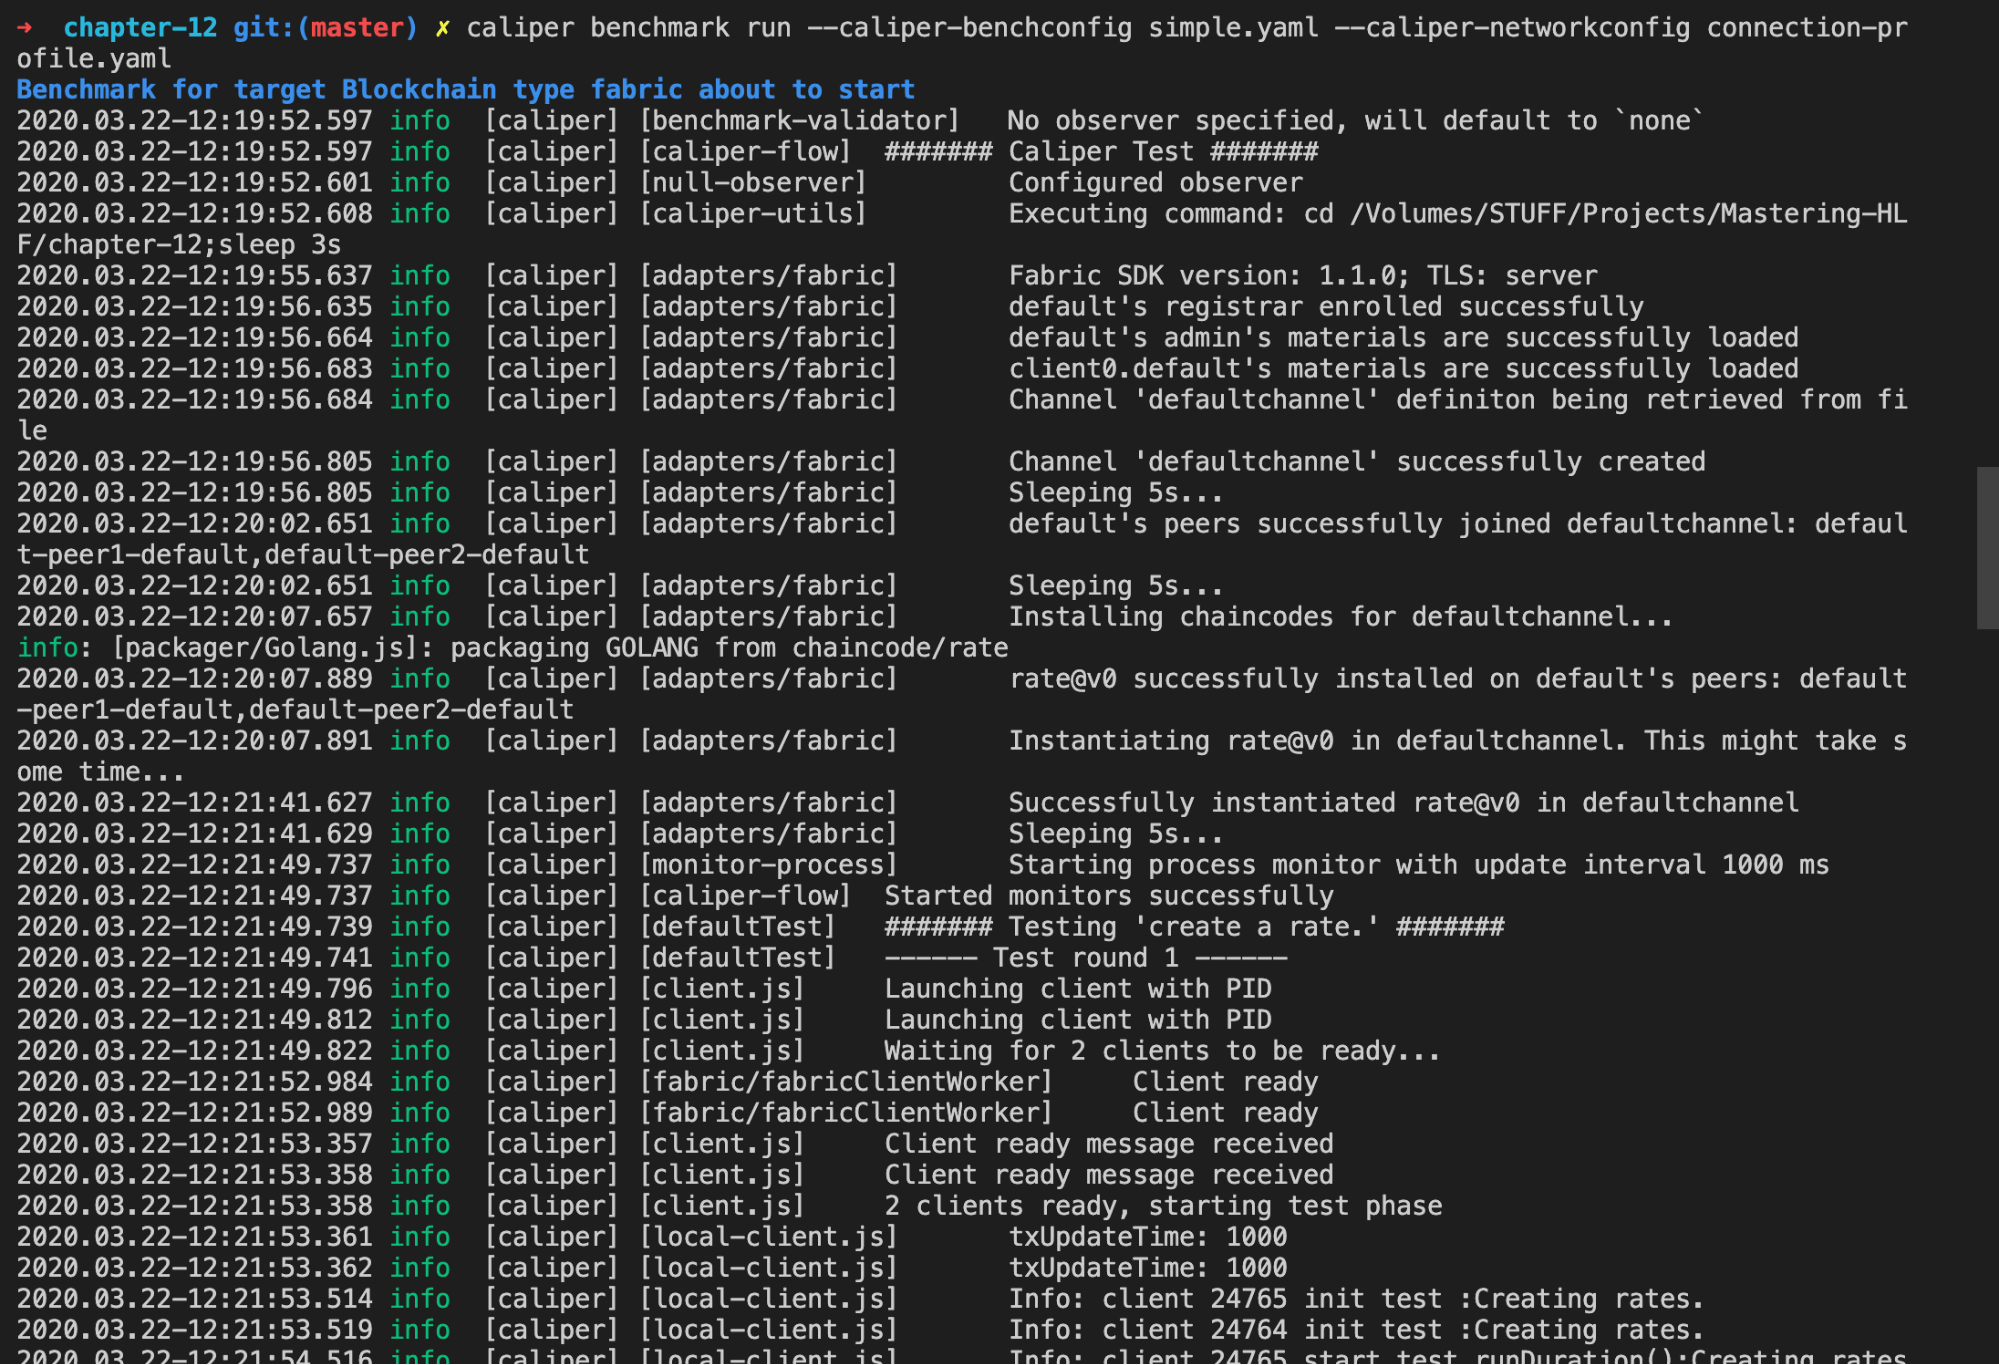 →  chapter-12 git:(master) ✗ caliper benchmark run --caliper-benchconfig simple.yaml --caliper-networkconfig connection-pr
ofile.yaml
Benchmark for target Blockchain type fabric about to start
2020.03.22-12:19:52.597 info  [caliper] [benchmark-validator]   No observer specified, will default to `none`
2020.03.22-12:19:52.597 info  [caliper] [caliper-flow]  ####### Caliper Test #######
2020.03.22-12:19:52.601 info  [caliper] [null-observer]         Configured observer
2020.03.22-12:19:52.608 info  [caliper] [caliper-utils]         Executing command: cd /Volumes/STUFF/Projects/Mastering-HL
F/chapter-12;sleep 3s
2020.03.22-12:19:55.637 info  [caliper] [adapters/fabric]       Fabric SDK version: 1.1.0; TLS: server
2020.03.22-12:19:56.635 info  [caliper] [adapters/fabric]       default's registrar enrolled successfully
2020.03.22-12:19:56.664 info  [caliper] [adapters/fabric]       default's admin's materials are successfully loaded
2020.03.22-12:19:56.683 info  [caliper] [adapters/fabric]       client0.default's materials are successfully loaded
2020.03.22-12:19:56.684 info  [caliper] [adapters/fabric]       Channel 'defaultchannel' definiton being retrieved from fi
le
2020.03.22-12:19:56.805 info  [caliper] [adapters/fabric]       Channel 'defaultchannel' successfully created
2020.03.22-12:19:56.805 info  [caliper] [adapters/fabric]       Sleeping 5s...
2020.03.22-12:20:02.651 info  [caliper] [adapters/fabric]       default's peers successfully joined defaultchannel: defaul
t-peer1-default,default-peer2-default
2020.03.22-12:20:02.651 info  [caliper] [adapters/fabric]       Sleeping 5s...
2020.03.22-12:20:07.657 info  [caliper] [adapters/fabric]       Installing chaincodes for defaultchannel...
info: [packager/Golang.js]: packaging GOLANG from chaincode/rate
2020.03.22-12:20:07.889 info  [caliper] [adapters/fabric]       rate@v0 successfully installed on default's peers: default
-peer1-default,default-peer2-default
2020.03.22-12:20:07.891 info  [caliper] [adapters/fabric]       Instantiating rate@v0 in defaultchannel. This might take s
ome time...
2020.03.22-12:21:41.627 info  [caliper] [adapters/fabric]       Successfully instantiated rate@v0 in defaultchannel
2020.03.22-12:21:41.629 info  [caliper] [adapters/fabric]       Sleeping 5s...
2020.03.22-12:21:49.737 info  [caliper] [monitor-process]       Starting process monitor with update interval 1000 ms
2020.03.22-12:21:49.737 info  [caliper] [caliper-flow]  Started monitors successfully
2020.03.22-12:21:49.739 info  [caliper] [defaultTest]   ####### Testing 'create a rate.' #######
2020.03.22-12:21:49.741 info  [caliper] [defaultTest]   ------ Test round 1 ------
2020.03.22-12:21:49.796 info  [caliper] [client.js]     Launching client with PID
2020.03.22-12:21:49.812 info  [caliper] [client.js]     Launching client with PID
2020.03.22-12:21:49.822 info  [caliper] [client.js]     Waiting for 2 clients to be ready...
2020.03.22-12:21:52.984 info  [caliper] [fabric/fabricClientWorker]     Client ready
2020.03.22-12:21:52.989 info  [caliper] [fabric/fabricClientWorker]     Client ready
2020.03.22-12:21:53.357 info  [caliper] [client.js]     Client ready message received
2020.03.22-12:21:53.358 info  [caliper] [client.js]     Client ready message received
2020.03.22-12:21:53.358 info  [caliper] [client.js]     2 clients ready, starting test phase
2020.03.22-12:21:53.361 info  [caliper] [local-client.js]       txUpdateTime: 1000
2020.03.22-12:21:53.362 info  [caliper] [local-client.js]       txUpdateTime: 1000
2020.03.22-12:21:53.514 info  [caliper] [local-client.js]       Info: client 24765 init test :Creating rates.
2020.03.22-12:21:53.519 info  [caliper] [local-client.js]       Info: client 24764 init test :Creating rates.
2020.03.22-12:21:54.516 info  [caliper] [local-client.js]       Info: client 24765 start test runDuration():Creating rates